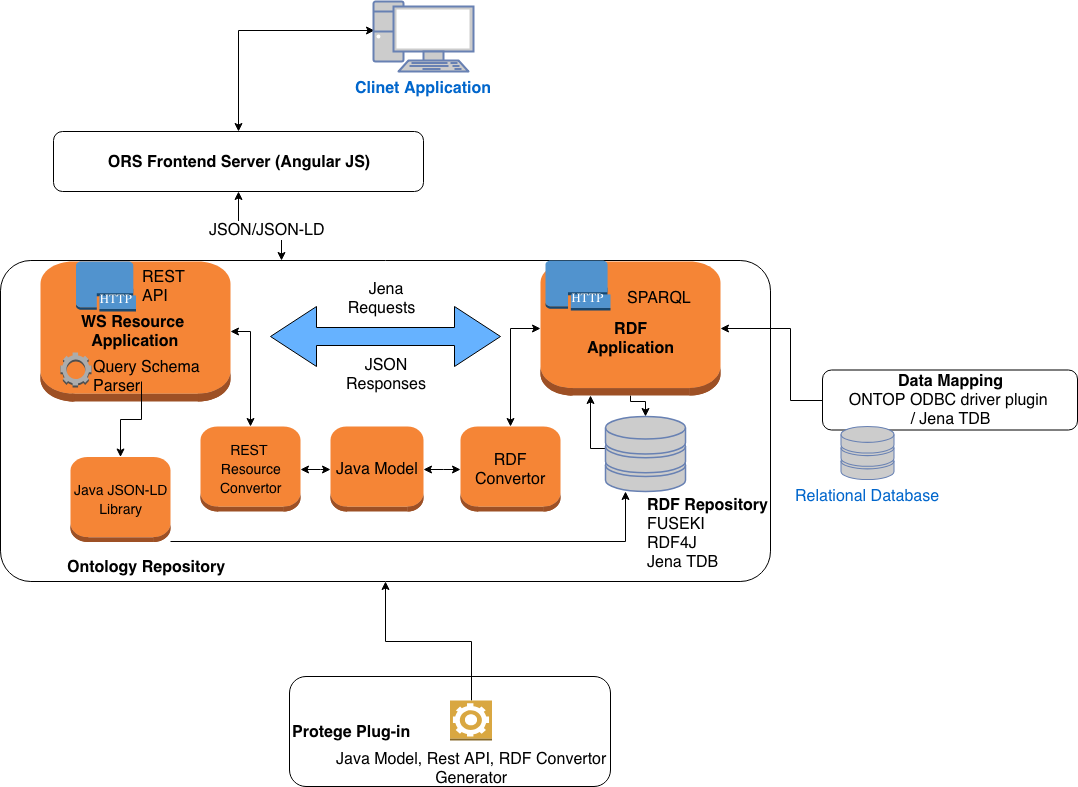 Clinet Application
ORS Frontend Server (Angular JS)
JSON/JSON-LD
HTTP
REST
API
WS Resource
Application
Query Schema
Parser
Jena
Requests
JSON
Responses
HTTP
SPARQL
RDF
Application
Data Mapping
ONTOP ODBC driver plugin
/ Jena TDB
Relational Database
Java JSON-LD
Library
REST
Resource
Convertor
Java Model
RDF
Convertor
RDF Repository
FUSEKI
RDF4J
Jena TDB
Ontology Repository
Protege Plug-in
Java Model, Rest API, RDF Convertor
Generator